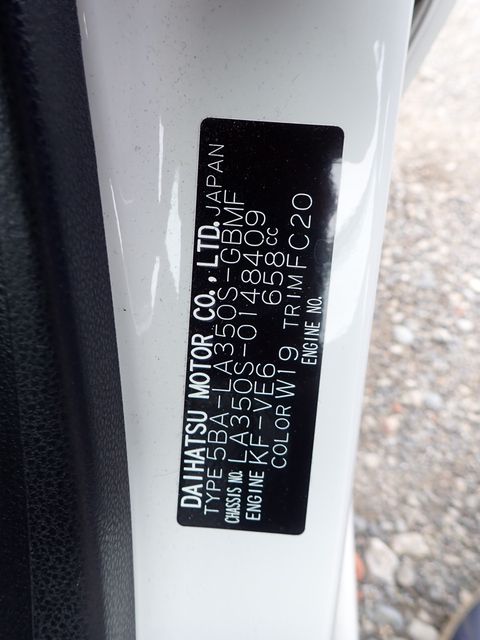 DAIHATSU MOTOR CO., LTD. JAPAN
TYPE 5BA-LA350S-GBMF
CHASSIS NO. LA350S-0148409
ENGINE KF-VE6 658cc
COLOR W19 TRIM FC20
ENGINE NO.